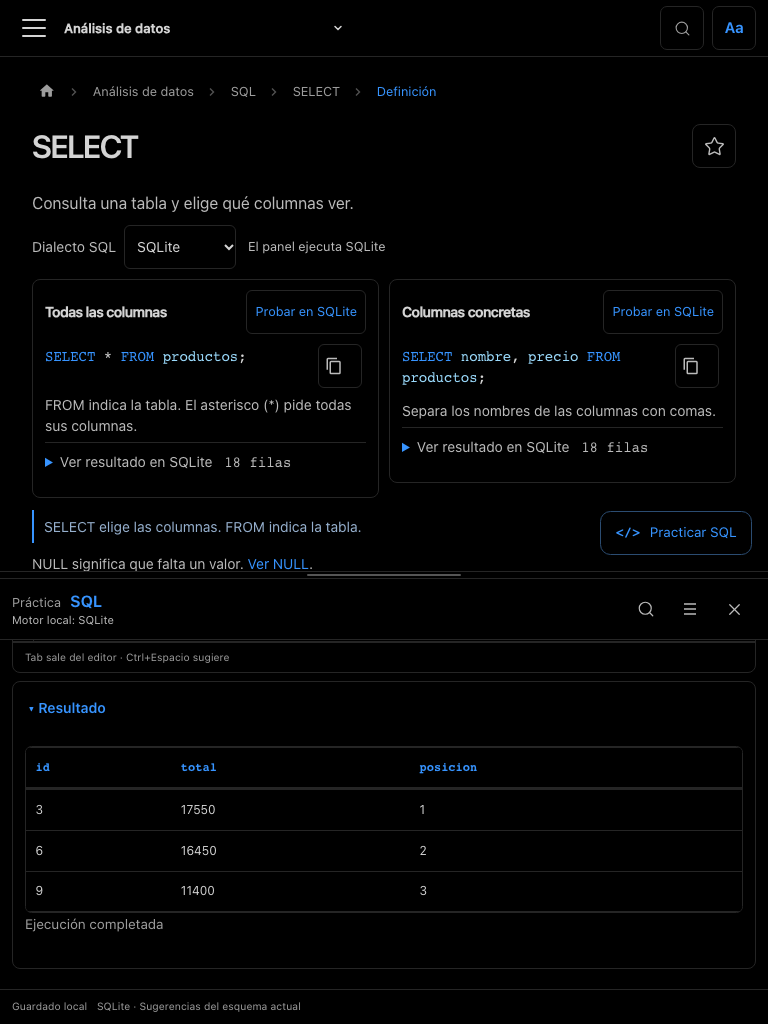 Análisis de datos
Aa
Análisis de datos
SQL
SELECT
Definición
SELECT
Consulta una tabla y elige qué columnas ver.
Dialecto SQL
SQLite
El panel ejecuta SQLite
Todas las columnas
Probar en SQLite
SELECT * FROM productos;
FROM indica la tabla. El asterisco (*) pide todas
sus columnas.
Ver resultado en SQLite 18 filas
Columnas concretas
Probar en SQLite
SELECT nombre, precio FROM
productos;
Separa los nombres de las columnas con comas.
Ver resultado en SQLite 18 filas
SELECT elige las columnas. FROM indica la tabla.
</> Practicar SQL
NULL significa que falta un valor. Ver NULL.
Práctica SQL
Motor local: SQLite
Tab sale del editor · Ctrl+Espacio sugiere
Resultado
id total posicion
3 17550 1
6 16450 2
9 11400 3
Ejecución completada
Guardado local SQLite · Sugerencias del esquema actual